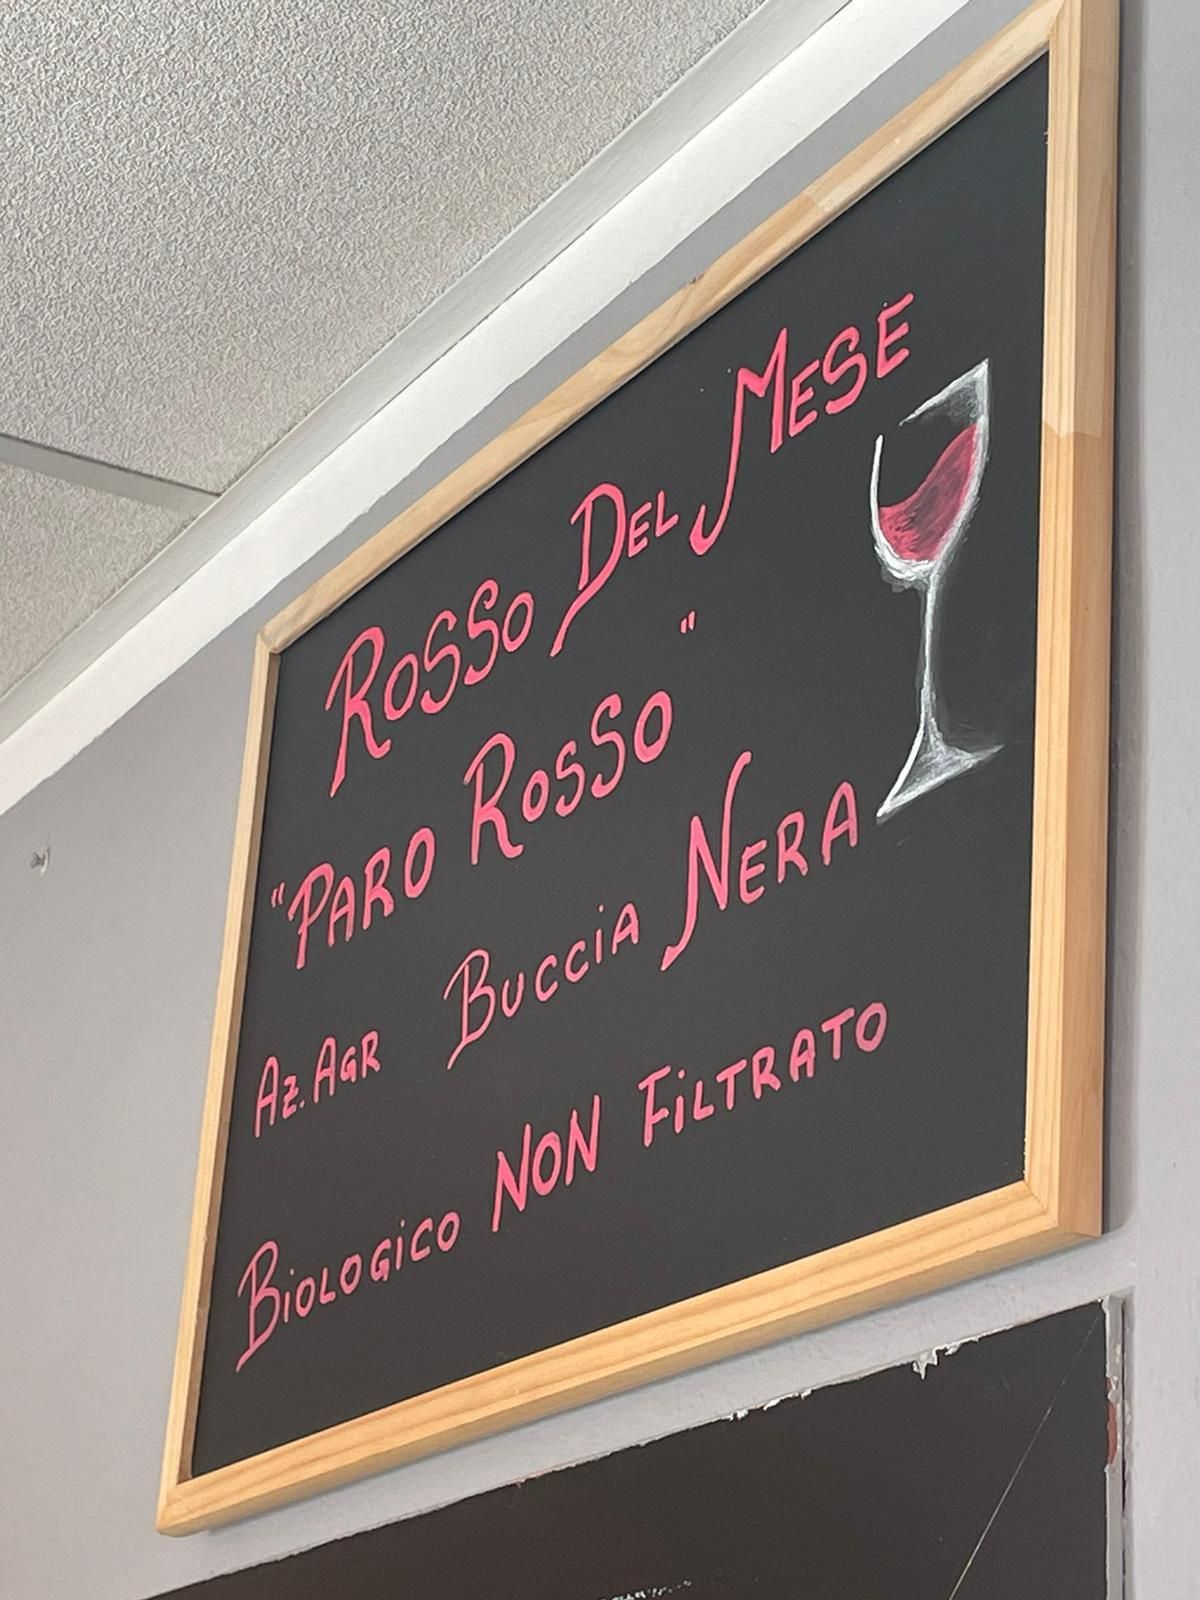 Rosso Del Mese
"Paro Rosso"
Az. Agr Buccia Nera
Biologico NON FiLTRATO